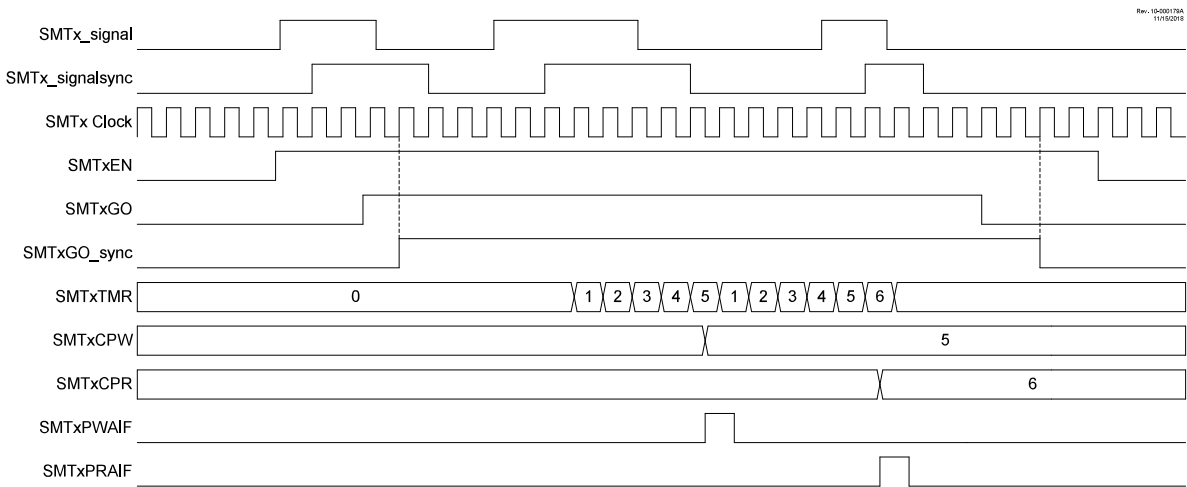 Rev. 10-000179A
11/15/2018
SMTx_signal
SMTx_signalsync
SMTx Clock
SMTxEN
SMTxGO
SMTxGO_sync
SMTxTMR 0 1 2 3 4 5 1 2 3 4 5 6
SMTxCPW 5
SMTxCPR 6
SMTxPWAIF
SMTxPRAIF